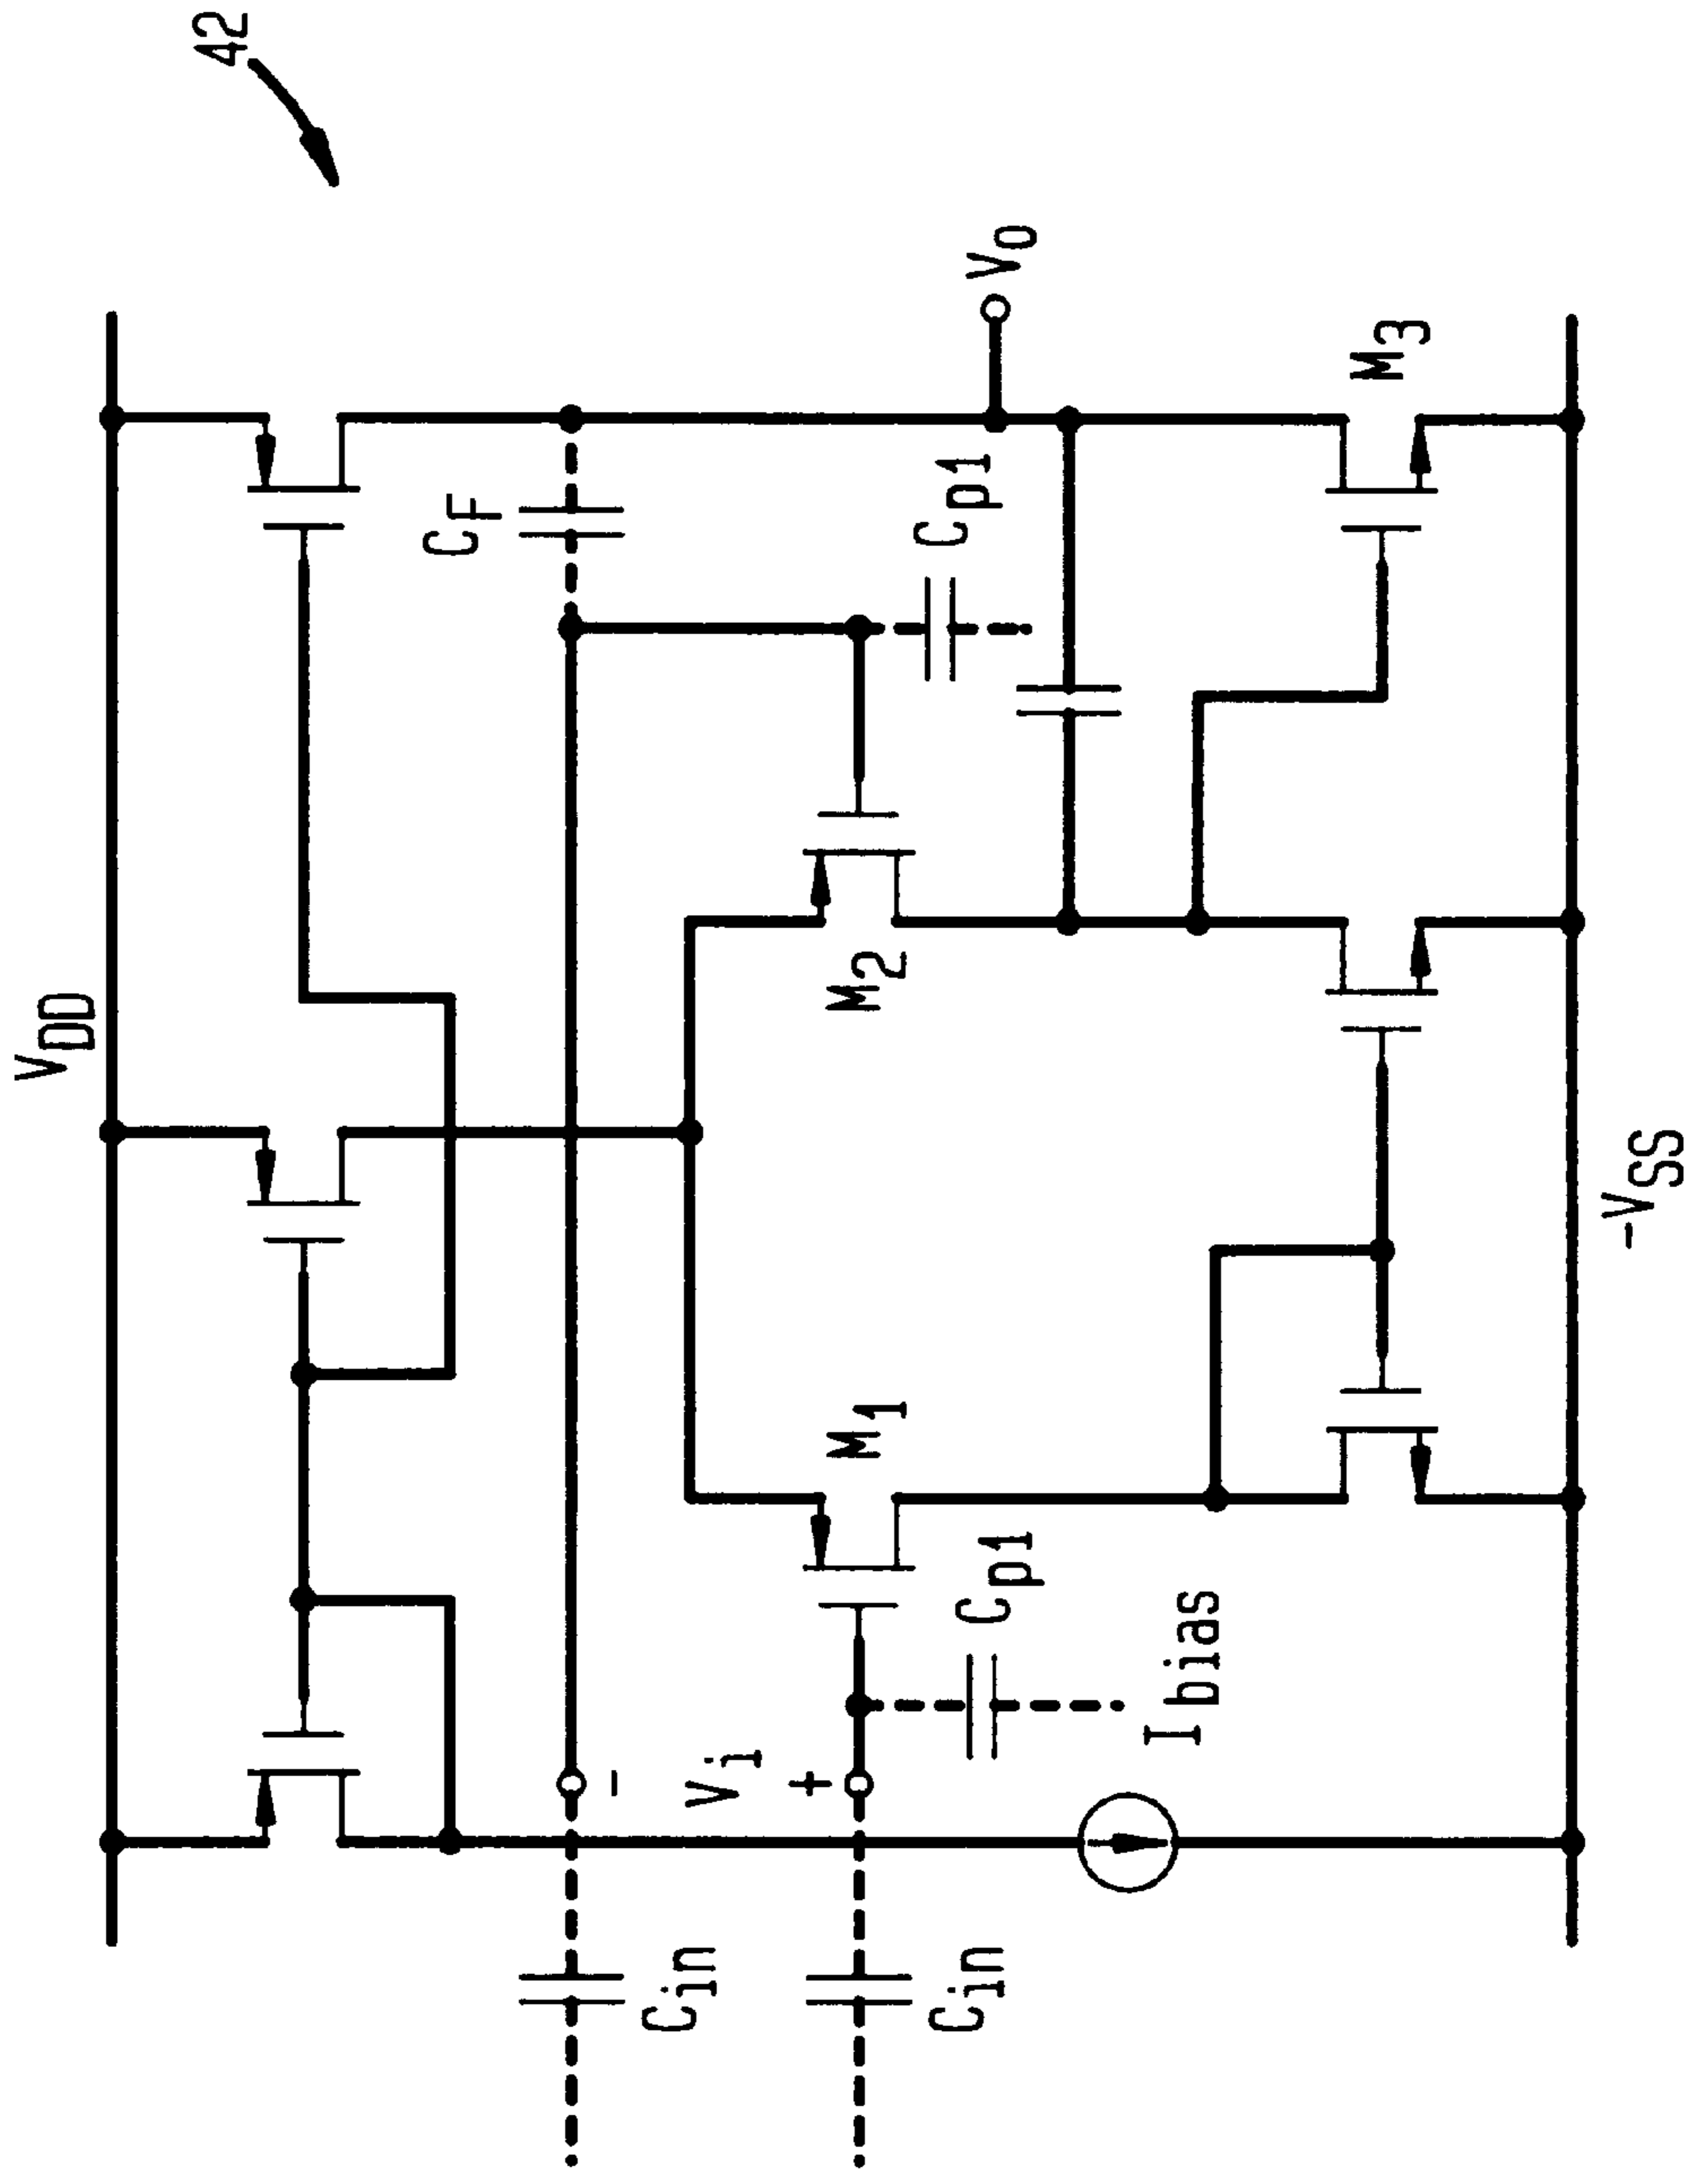 42
VDD
CF
Vo
Cp1
M2
M1
M3
Vi
-
+
Cp1
Ibias
Cin
Cin
-VSS